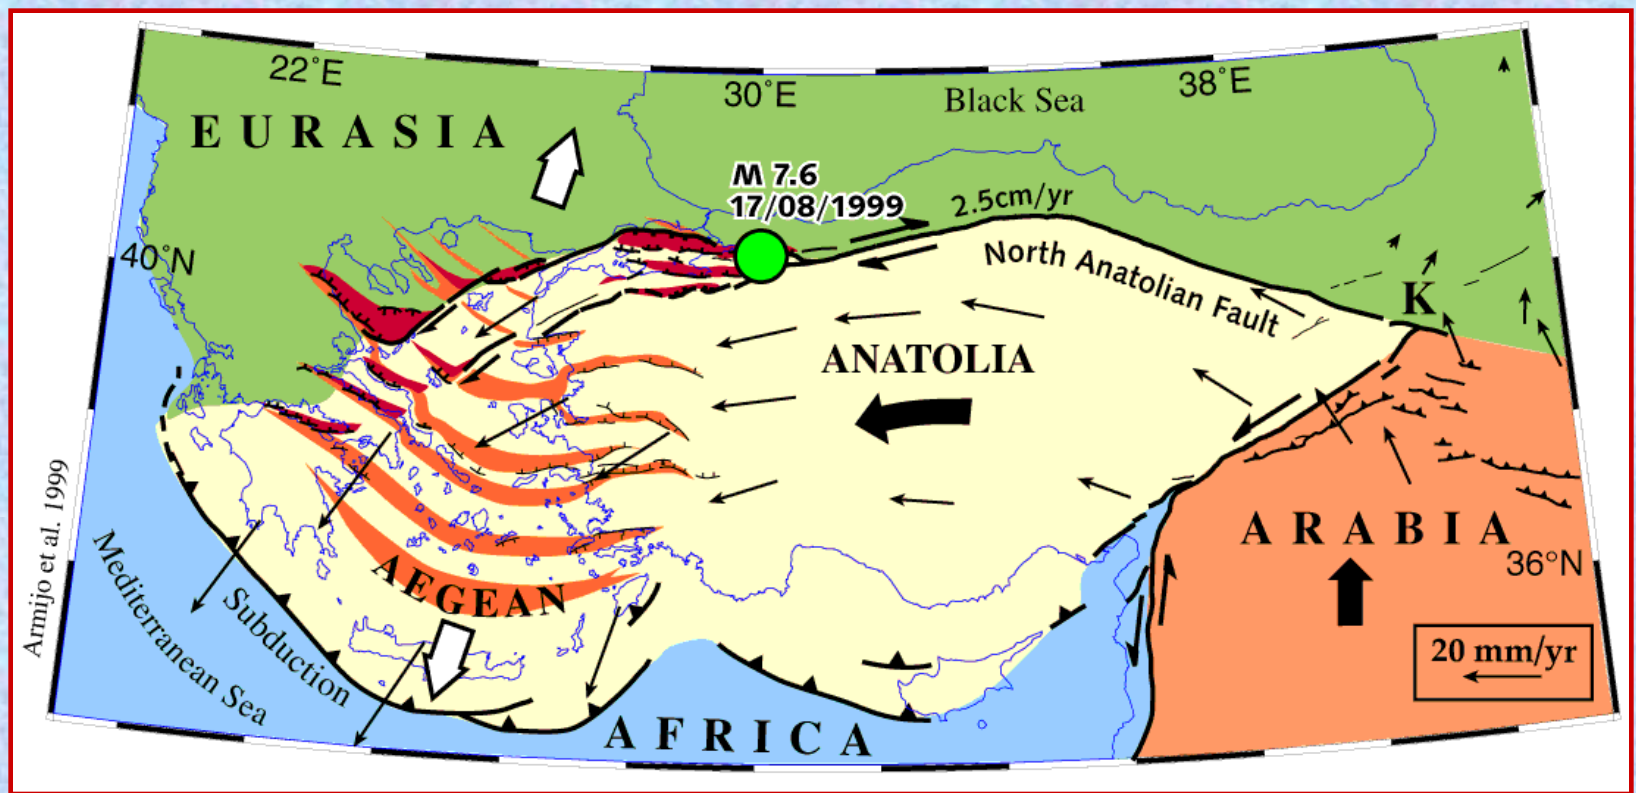 22°E
30°E
38°E
Black Sea
E U R A S I A
M 7.6
17/08/1999
2.5cm/yr
40°N
North Anatolian Fault
K
ANATOLIA
A R A B I A
36°N
AEGEAN
Subduction
Mediterranean Sea
20 mm/yr
A F R I C A
Armijo et al. 1999